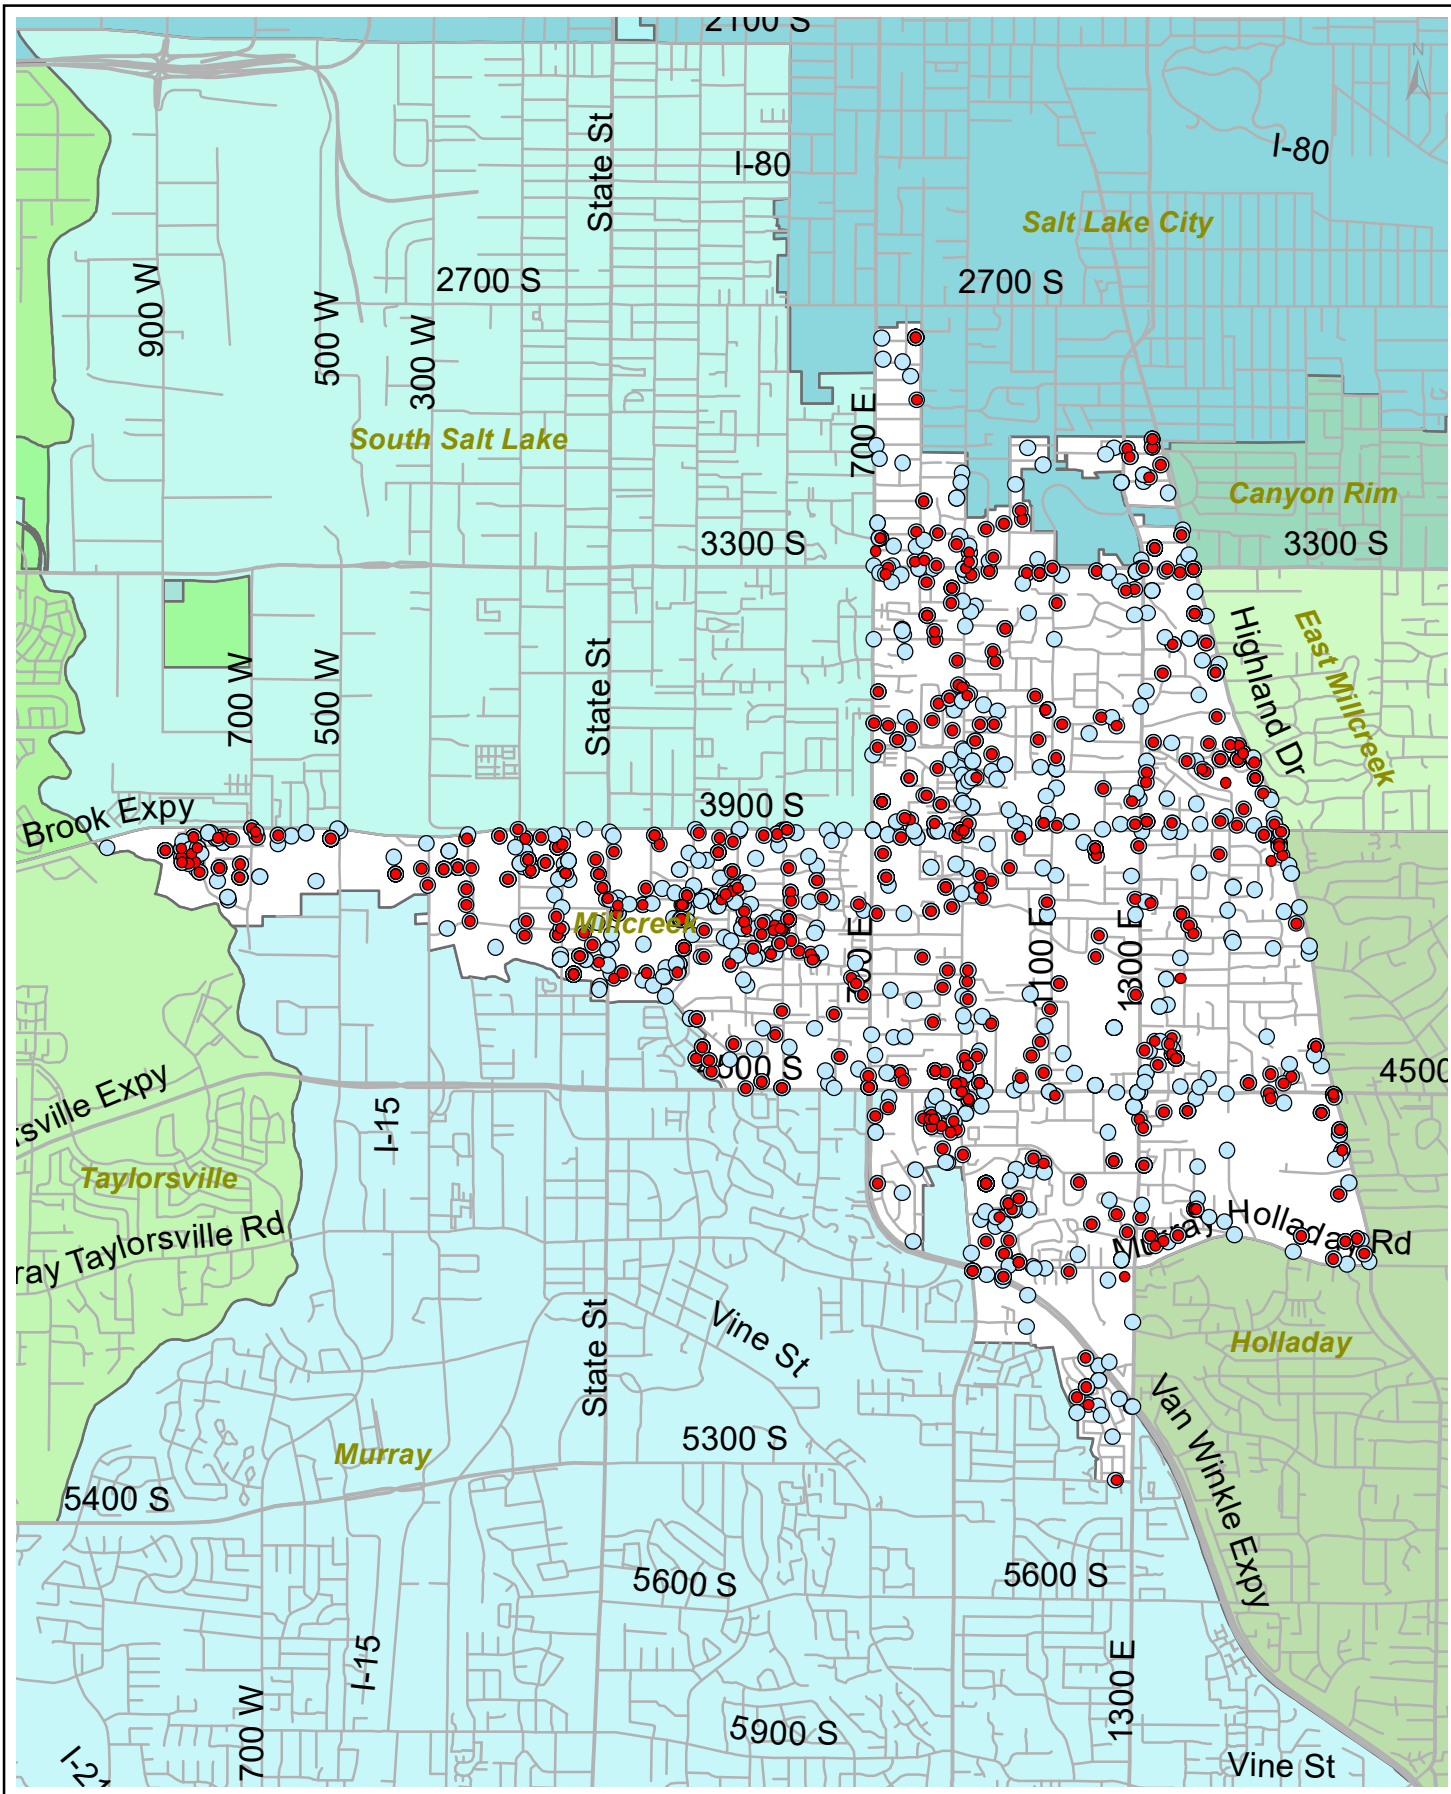 2100 S
N
State St
I-80
I-80
Salt Lake City
2700 S
2700 S
900 W
500 W
300 W
700 E
South Salt Lake
Canyon Rim
3300 S
3300 S
Highland Dr
East Millcreek
State St
700 W
500 W
3900 S
Brook Expy
Millcreek
700 E
1100 E
1300 E
4500 S
4500
rsville Expy
I-15
Taylorsville
ray Taylorsville Rd
Murray Holladay Rd
State St
Vine St
Holladay
Van Winkle Expy
Murray
5300 S
5400 S
5600 S
5600 S
I-15
1300 E
700 W
5900 S
I-21
Vine St